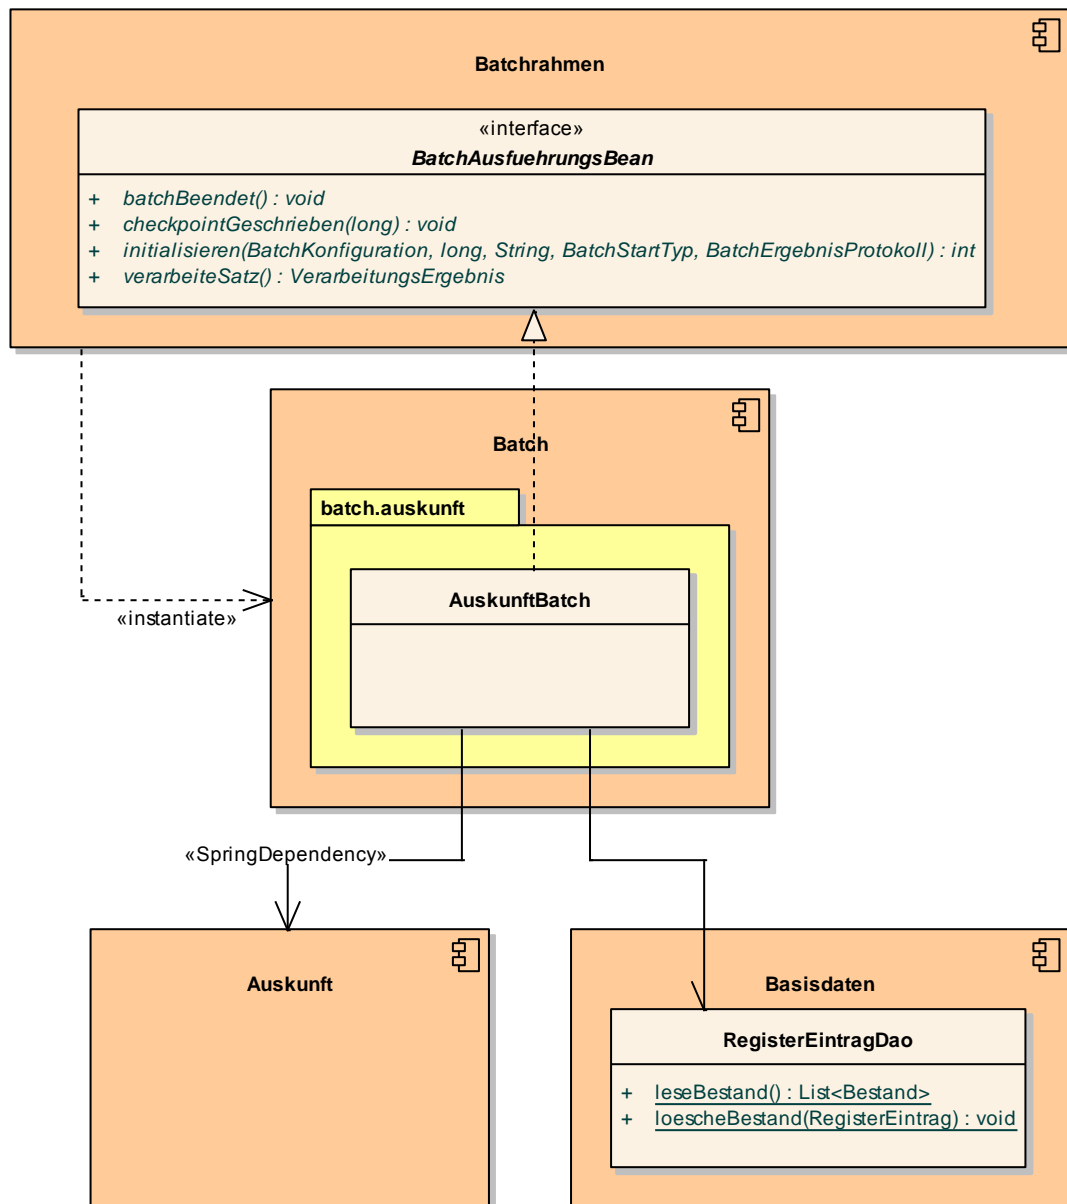 Batchrahmen
«interface»
BatchAusfuehrungsBean
+ batchBeendet() : void
+ checkpointGeschrieben(long) : void
+ initialisieren(BatchKonfiguration, long, String, BatchStartTyp, BatchErgebnisProtokoll) : int
+ verarbeiteSatz() : VerarbeitungsErgebnis
Batch
batch.auskunft
AuskunftBatch
«instantiate»
«SpringDependency»
Auskunft
Basisdaten
RegisterEintragDao
+ leseBestand() : List<Bestand>
+ loescheBestand(RegisterEintrag) : void